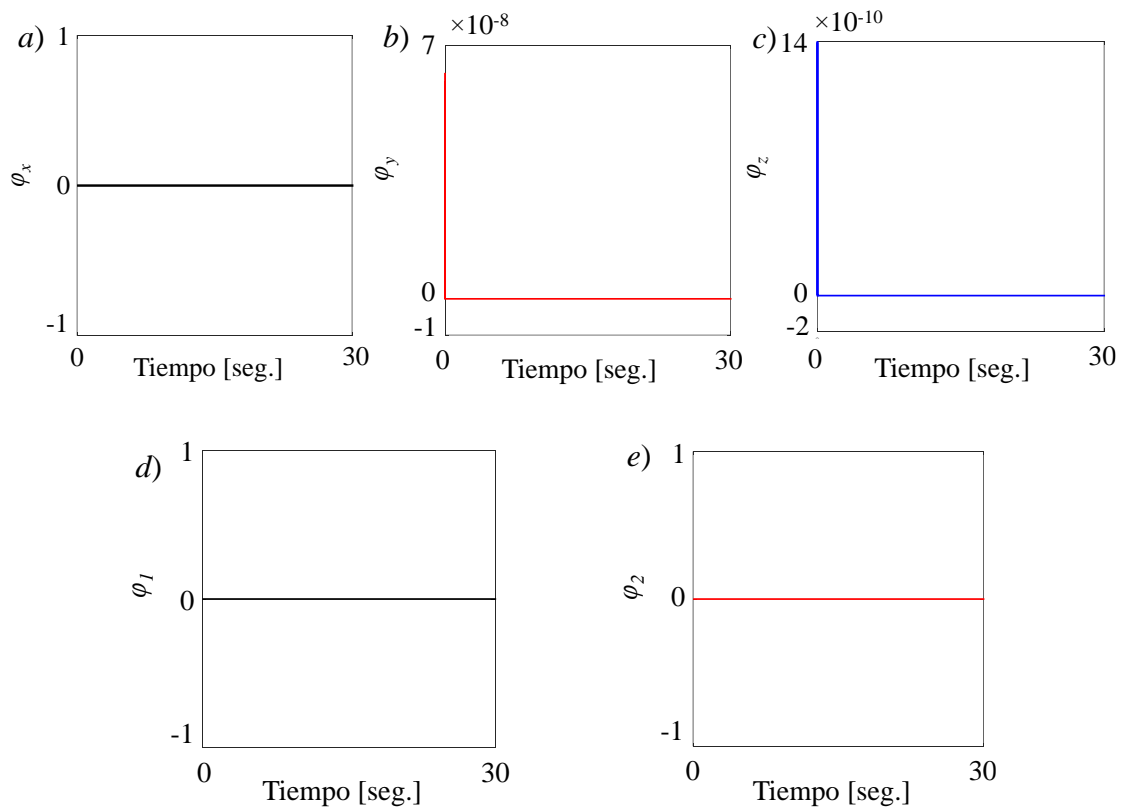 a)
1
φx
0
-1
0
30
Tiempo [seg.]
b)
×10-8
7
φy
0
-1
0
30
Tiempo [seg.]
c)
×10-10
14
φz
0
-2
0
30
Tiempo [seg.]
d)
1
φ1
0
-1
0
30
Tiempo [seg.]
e)
1
φ2
0
-1
0
30
Tiempo [seg.]